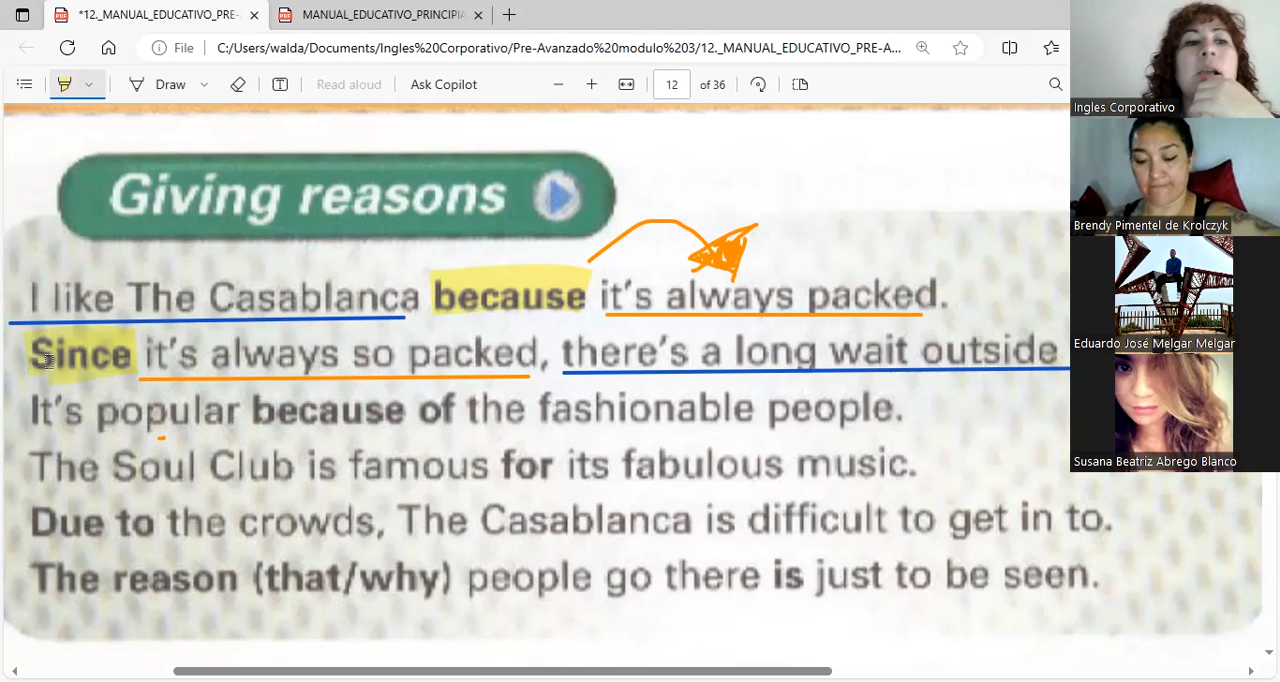 *12._MANUAL_EDUCATIVO_PRE-
MANUAL_EDUCATIVO_PRINCIPIA
File
C:/Users/walda/Documents/Ingles%20Corporativo/Pre-Avanzado%20modulo%203/12._MANUAL_EDUCATIVO_PRE-A...
Draw
Read aloud
Ask Copilot
12
of 36
Giving reasons
I like The Casablanca because it's always packed.
Since it's always so packed, there's a long wait outside
It's popular because of the fashionable people.
The Soul Club is famous for its fabulous music.
Due to the crowds, The Casablanca is difficult to get in to.
The reason (that/why) people go there is just to be seen.
Ingles Corporativo
Brendy Pimentel de Krolczyk
Eduardo José Melgar Melgar
Susana Beatriz Abrego Blanco